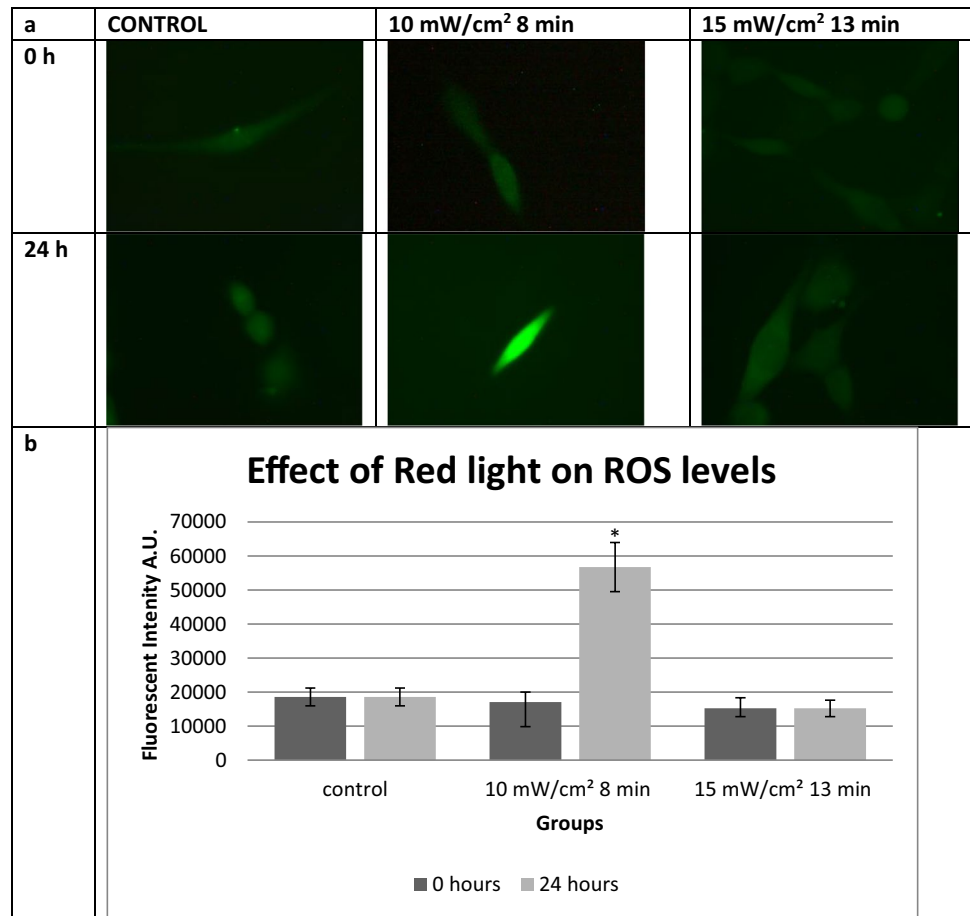 a CONTROL 10 mW/cm² 8 min 15 mW/cm² 13 min
0 h
24 h
b
Effect of Red light on ROS levels
Fluorescent Intenity A.U.
70000
60000
50000
40000
30000
20000
10000
0
*
control 10 mW/cm² 8 min 15 mW/cm² 13 min
Groups
0 hours 24 hours